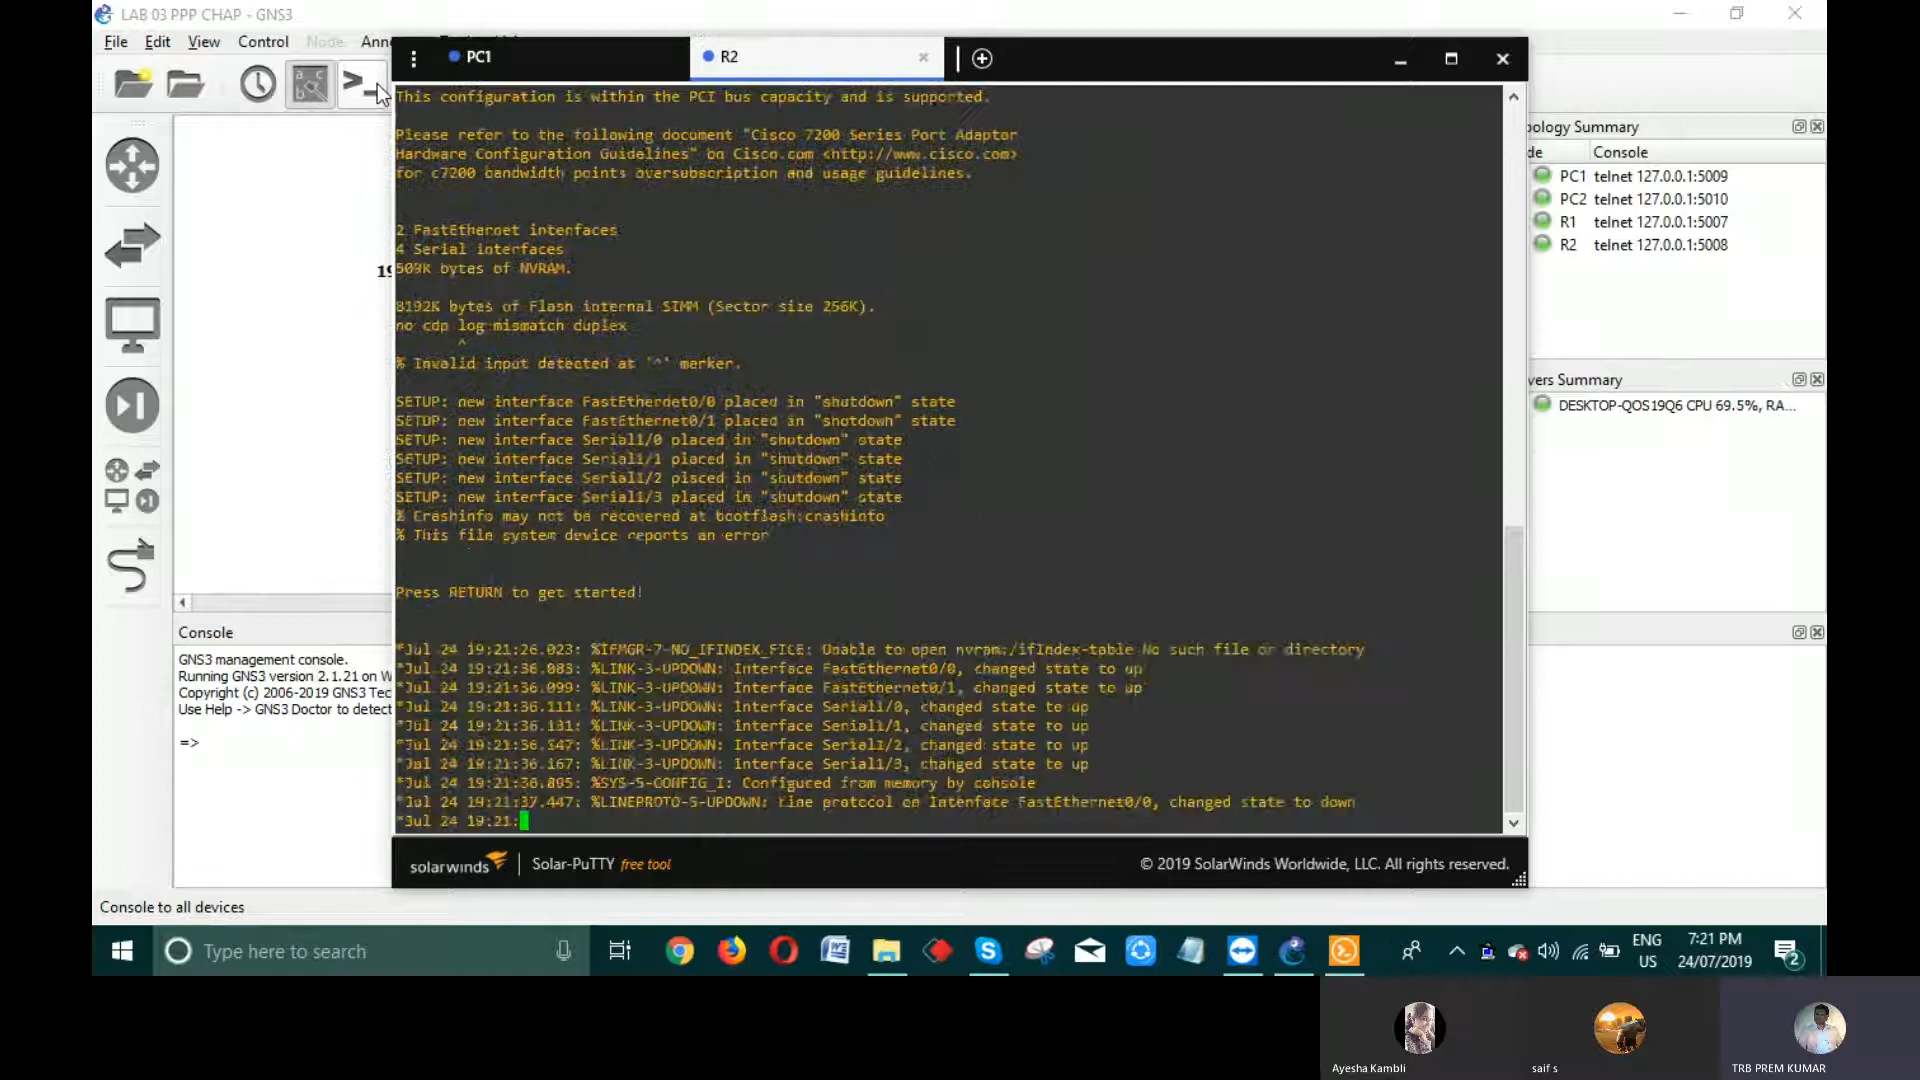 LAB 03 PPP CHAP - GNS3
File Edit View Control Node
PC1
R2
This configuration is within the PCI bus capacity and is supported.
Please refer to the following document "Cisco 7200 Series Port Adaptor
Hardware Configuration Guidelines" on Cisco.com <http://www.cisco.com>
for c7200 bandwidth points oversubscription and usage guidelines.
2 FastEthernet interfaces
4 Serial interfaces
509K bytes of NVRAM.
8192K bytes of Flash internal SIMM (Sector size 256K).
no cdp log mismatch duplex
^
% Invalid input detected at '^' marker.
SETUP: new interface FastEthernet0/0 placed in "shutdown" state
SETUP: new interface FastEthernet0/1 placed in "shutdown" state
SETUP: new interface Serial1/0 placed in "shutdown" state
SETUP: new interface Serial1/1 placed in "shutdown" state
SETUP: new interface Serial1/2 placed in "shutdown" state
SETUP: new interface Serial1/3 placed in "shutdown" state
% Crashinfo may not be recovered at bootflash:crashinfo
% This file system device reports an error
Press RETURN to get started!
*Jul 24 19:21:26.023: %IFMGR-7-NO_IFINDEX_FILE: Unable to open nvram:/ifIndex-table No such file or directory
*Jul 24 19:21:36.083: %LINK-3-UPDOWN: Interface FastEthernet0/0, changed state to up
*Jul 24 19:21:36.099: %LINK-3-UPDOWN: Interface FastEthernet0/1, changed state to up
*Jul 24 19:21:36.111: %LINK-3-UPDOWN: Interface Serial1/0, changed state to up
*Jul 24 19:21:36.131: %LINK-3-UPDOWN: Interface Serial1/1, changed state to up
*Jul 24 19:21:36.147: %LINK-3-UPDOWN: Interface Serial1/2, changed state to up
*Jul 24 19:21:36.167: %LINK-3-UPDOWN: Interface Serial1/3, changed state to up
*Jul 24 19:21:36.895: %SYS-5-CONFIG_I: Configured from memory by console
*Jul 24 19:21:37.447: %LINEPROTO-5-UPDOWN: Line protocol on Interface FastEthernet0/0, changed state to down
*Jul 24 19:21:
solarwinds
Solar-PuTTY free tool
© 2019 SolarWinds Worldwide, LLC. All rights reserved.
19
pology Summary
de Console
PC1 telnet 127.0.0.1:5009
PC2 telnet 127.0.0.1:5010
R1 telnet 127.0.0.1:5007
R2 telnet 127.0.0.1:5008
vers Summary
DESKTOP-QOS19Q6 CPU 69.5%, RA...
Console
GNS3 management console.
Running GNS3 version 2.1.21 on W
Copyright (c) 2006-2019 GNS3 Tec
Use Help -> GNS3 Doctor to detect
=>
Console to all devices
Type here to search
ENG
US
7:21 PM
24/07/2019
2
Ayesha Kambli
saif s
TRB PREM KUMAR